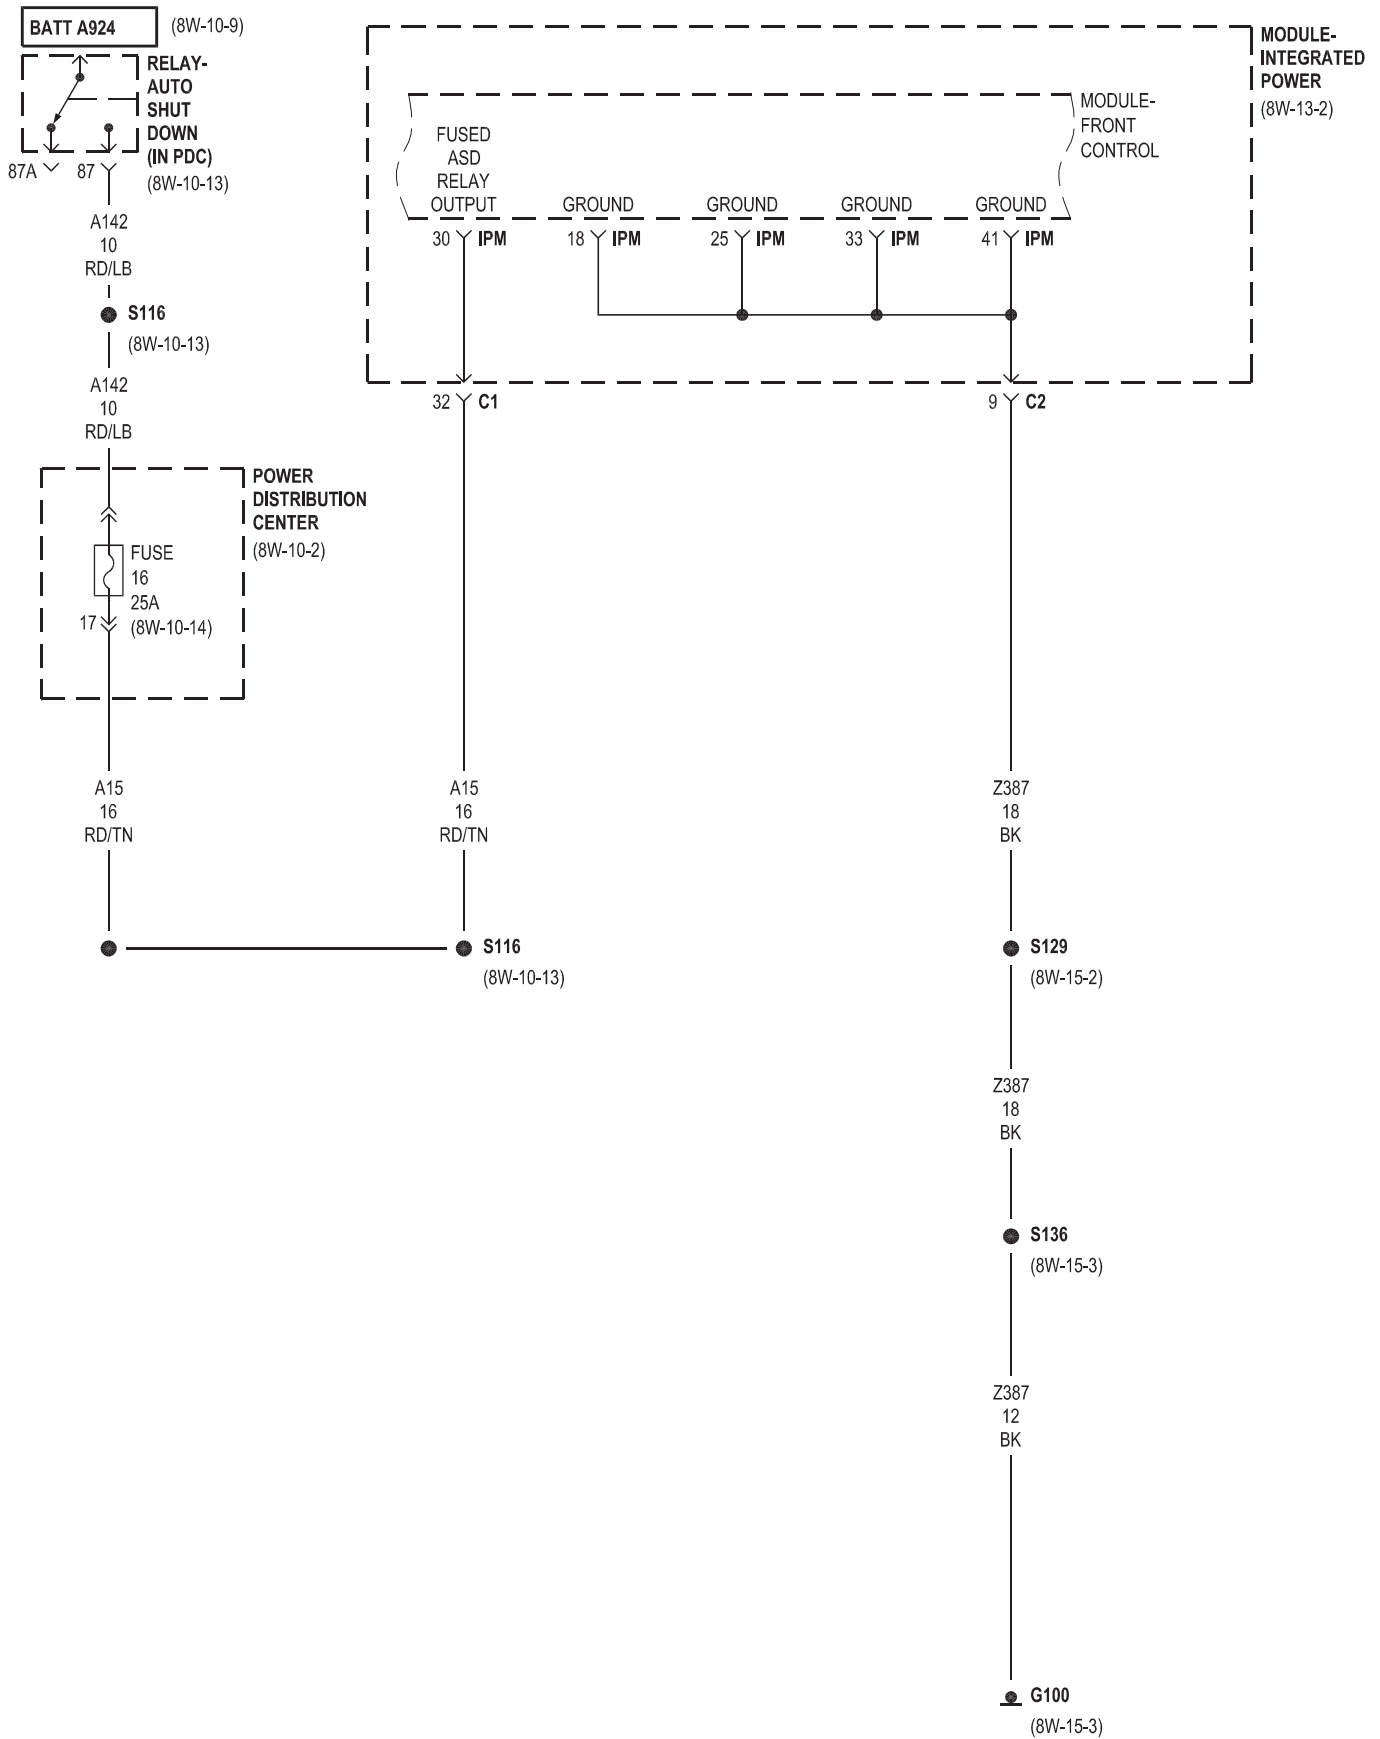 BATT A924
(8W-10-9)
RELAY-
AUTO
SHUT
DOWN
(IN PDC)
(8W-10-13)
87A
87
A142
10
RD/LB
S116
(8W-10-13)
A142
10
RD/LB
POWER
DISTRIBUTION
CENTER
(8W-10-2)
FUSE
16
25A
(8W-10-14)
17
A15
16
RD/TN
MODULE-
INTEGRATED
POWER
(8W-13-2)
MODULE-
FRONT
CONTROL
FUSED
ASD
RELAY
OUTPUT
GROUND
GROUND
GROUND
GROUND
30 IPM
18 IPM
25 IPM
33 IPM
41 IPM
32 C1
9 C2
A15
16
RD/TN
S116
(8W-10-13)
Z387
18
BK
S129
(8W-15-2)
Z387
18
BK
S136
(8W-15-3)
Z387
12
BK
G100
(8W-15-3)